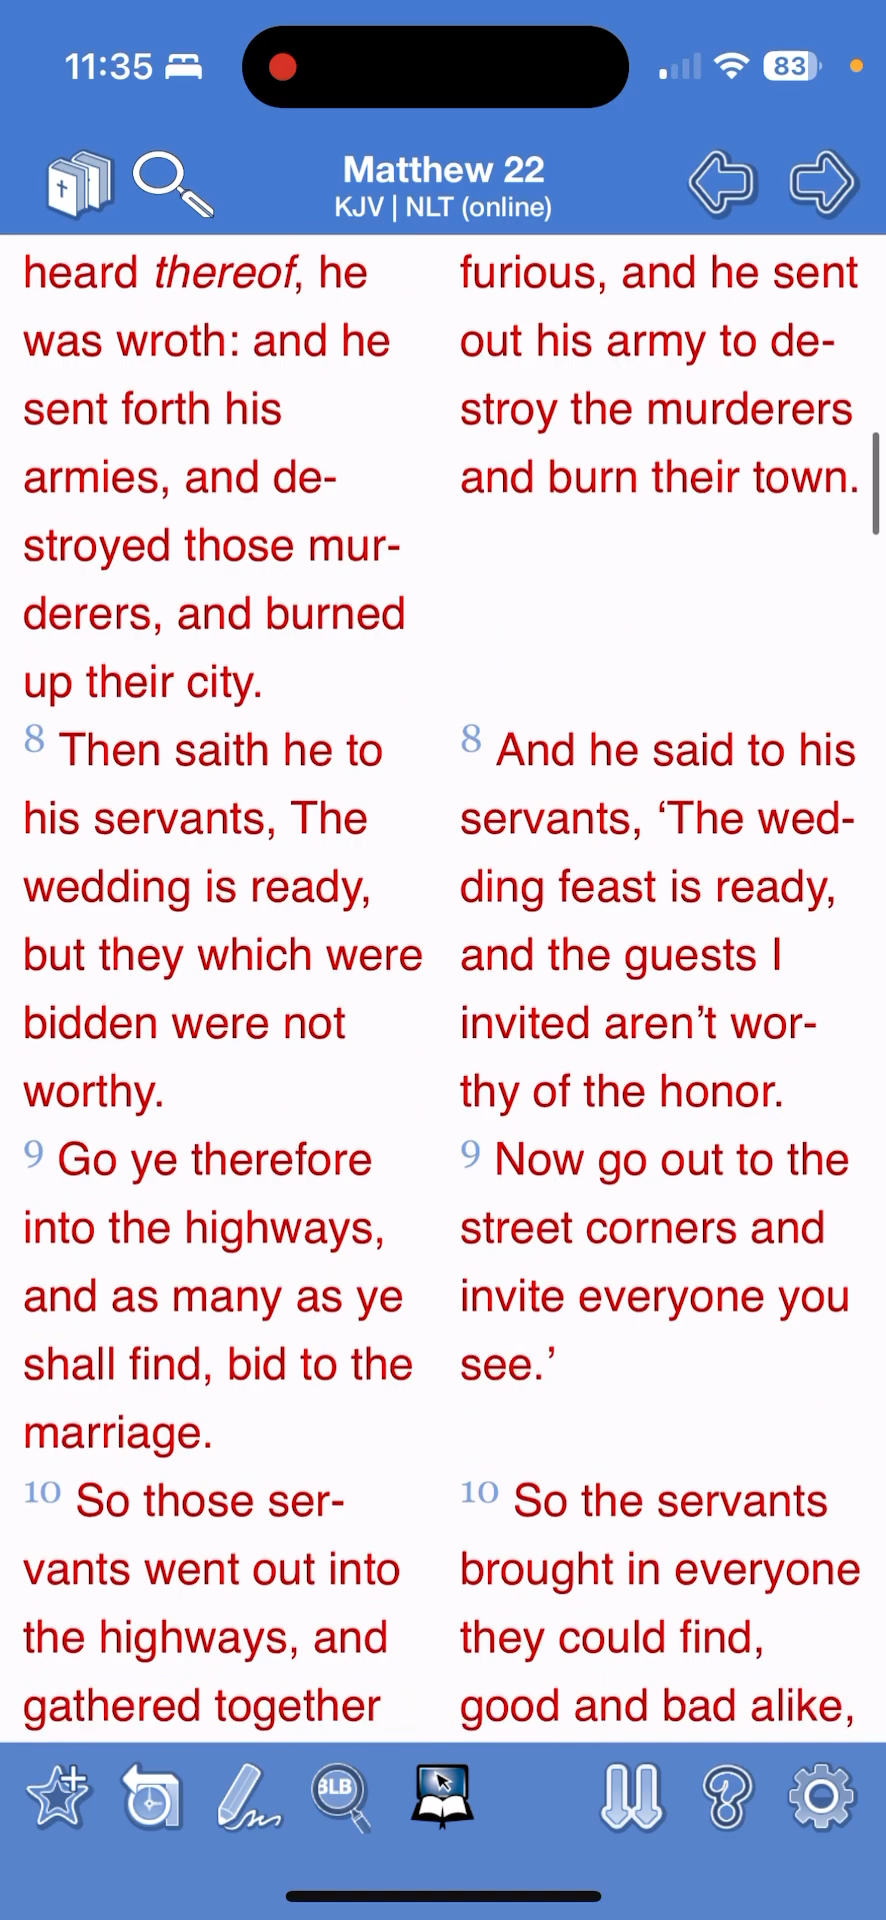 11:35
83
Matthew 22
KJV | NLT (online)
heard thereof, he
was wroth: and he
sent forth his
armies, and de-
stroyed those mur-
derers, and burned
up their city.
8 Then saith he to
his servants, The
wedding is ready,
but they which were
bidden were not
worthy.
9 Go ye therefore
into the highways,
and as many as ye
shall find, bid to the
marriage.
10 So those ser-
vants went out into
the highways, and
gathered together
furious, and he sent
out his army to de-
stroy the murderers
and burn their town.
8 And he said to his
servants, ‘The wed-
ding feast is ready,
and the guests I
invited aren’t wor-
thy of the honor.
9 Now go out to the
street corners and
invite everyone you
see.’
10 So the servants
brought in everyone
they could find,
good and bad alike,
BLB